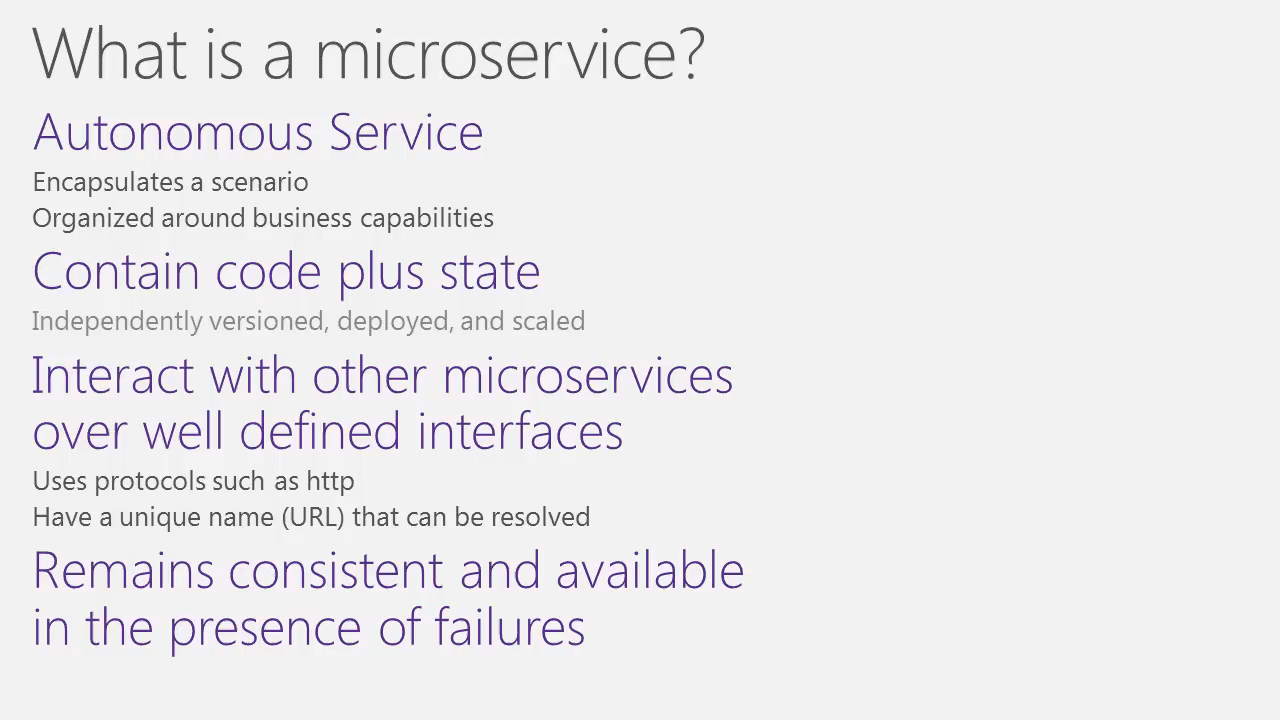 What is a microservice?
Autonomous Service
Encapsulates a scenario
Organized around business capabilities
Contain code plus state
Independently versioned, deployed, and scaled
Interact with other microservices
over well defined interfaces
Uses protocols such as http
Have a unique name (URL) that can be resolved
Remains consistent and available
in the presence of failures